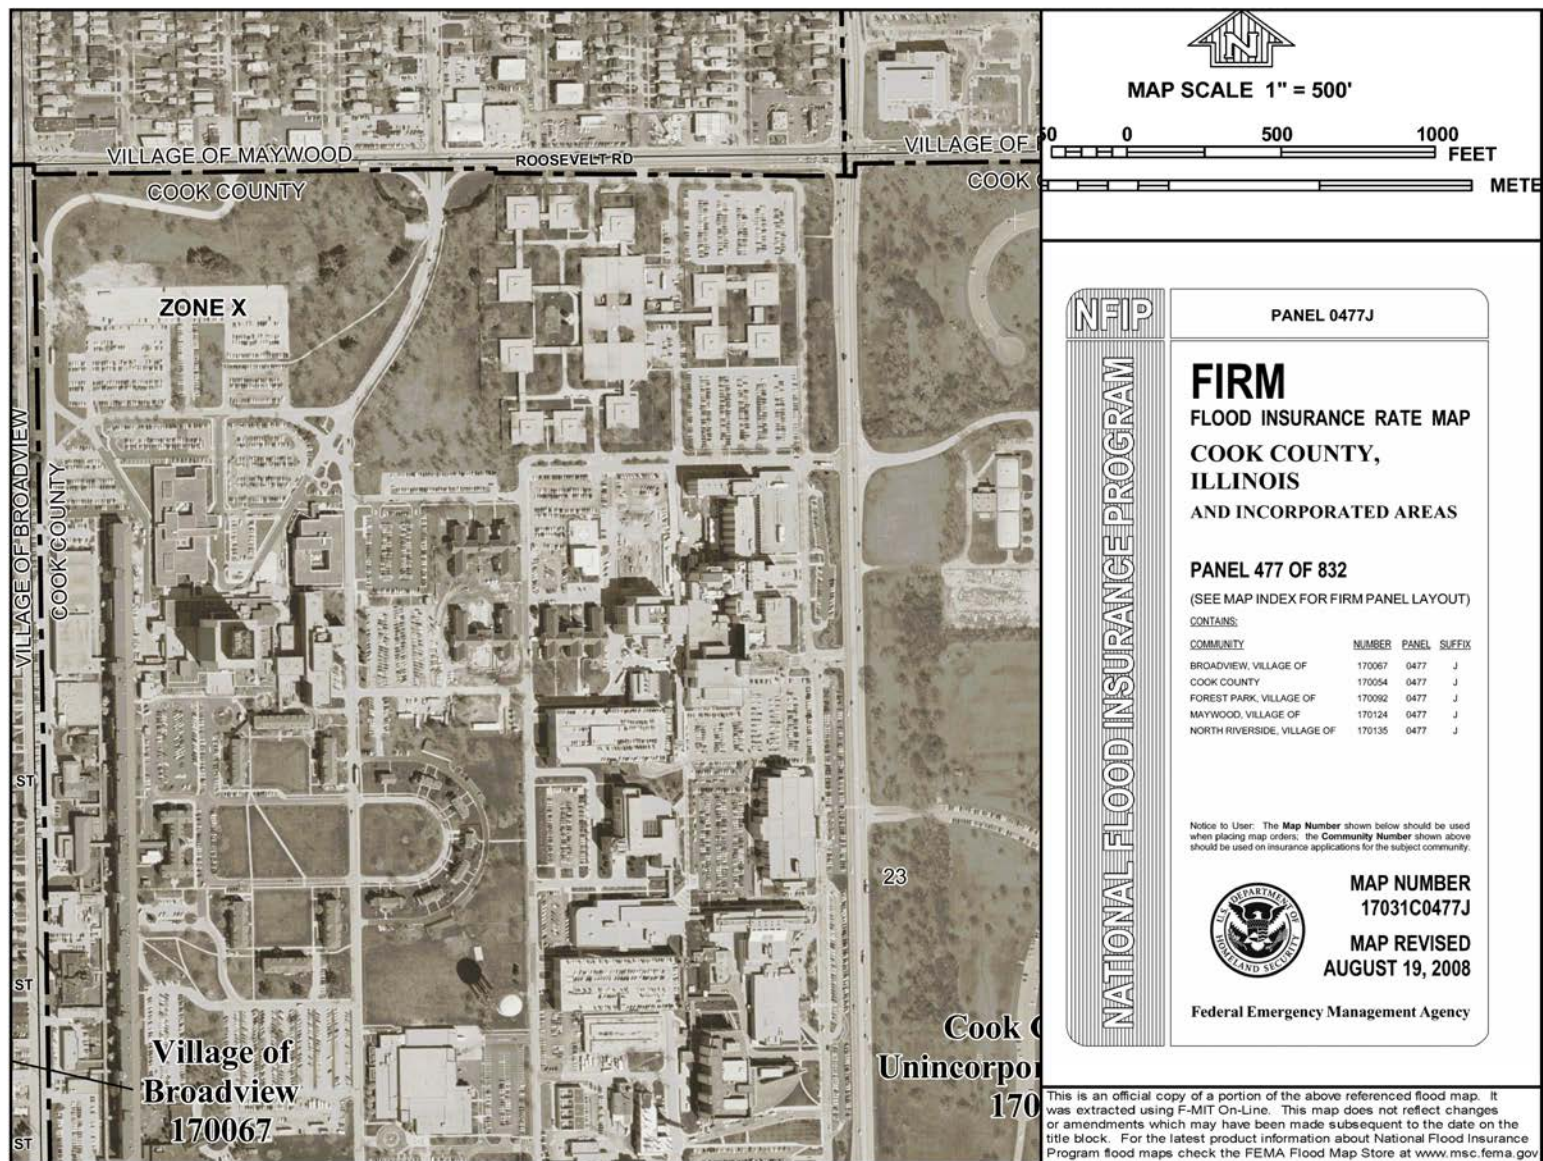 VILLAGE OF MAYWOOD
ROOSEVELT RD
VILLAGE OF
COOK COUNTY
COOK
ZONE X
VILLAGE OF BROADVIEW
COOK COUNTY
ST
ST
ST
23
Village of
Broadview
170067
Cook
Unincorpo
170
N
MAP SCALE 1" = 500'
0 500 1000
FEET
METE
NFIP
NATIONAL FLOOD INSURANCE PROGRAM
PANEL 0477J
FIRM
FLOOD INSURANCE RATE MAP
COOK COUNTY,
ILLINOIS
AND INCORPORATED AREAS
PANEL 477 OF 832
(SEE MAP INDEX FOR FIRM PANEL LAYOUT)
CONTAINS:
COMMUNITY NUMBER PANEL SUFFIX
BROADVIEW, VILLAGE OF 170067 0477 J
COOK COUNTY 170054 0477 J
FOREST PARK, VILLAGE OF 170092 0477 J
MAYWOOD, VILLAGE OF 170124 0477 J
NORTH RIVERSIDE, VILLAGE OF 170135 0477 J
Notice to User: The Map Number shown below should be used
when placing map orders; the Community Number shown above
should be used on insurance applications for the subject community.
U.S. DEPARTMENT OF
HOMELAND SECURITY
MAP NUMBER
17031C0477J
MAP REVISED
AUGUST 19, 2008
Federal Emergency Management Agency
This is an official copy of a portion of the above referenced flood map. It
was extracted using F-MIT On-Line. This map does not reflect changes
or amendments which may have been made subsequent to the date on the
title block. For the latest product information about National Flood Insurance
Program flood maps check the FEMA Flood Map Store at www.msc.fema.gov